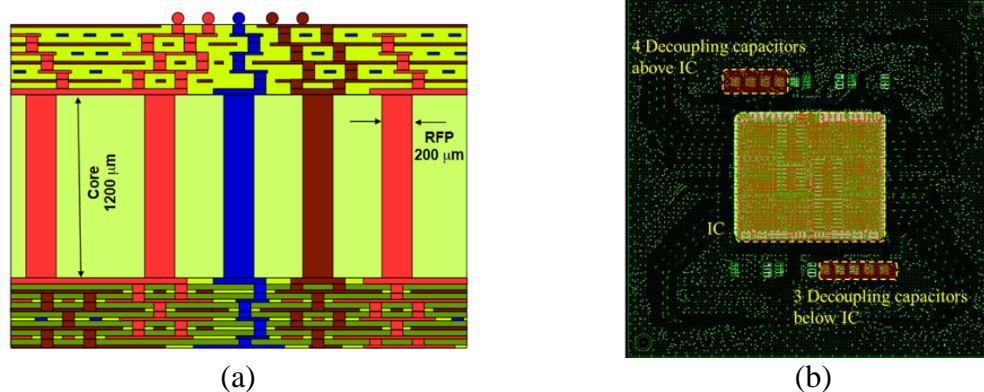 Core
1200 μm
RFP
200 μm
(a)
4 Decoupling capacitors
above IC
IC
3 Decoupling capacitors
below IC
(b)